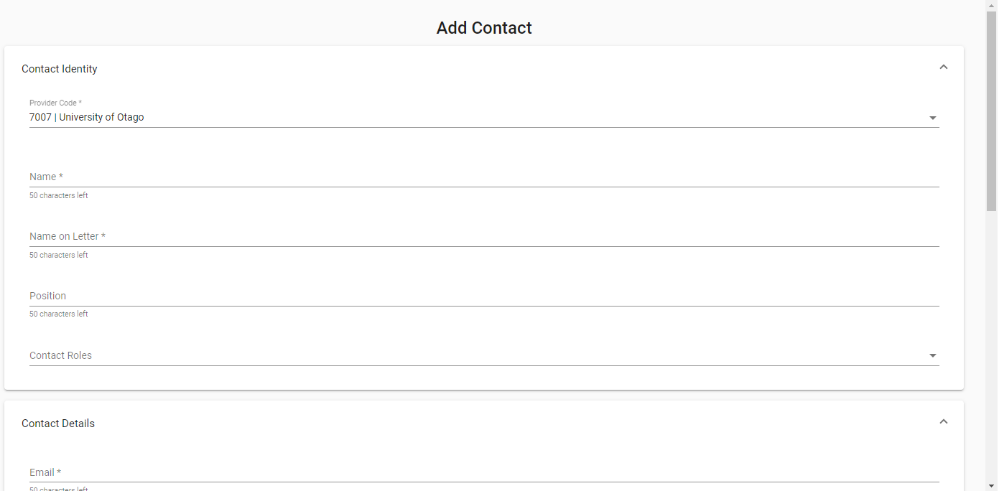 Add Contact
Contact Identity
Provider Code *
7007 | University of Otago
Name *
50 characters left
Name on Letter *
50 characters left
Position
50 characters left
Contact Roles
Contact Details
Email *
50 characters left